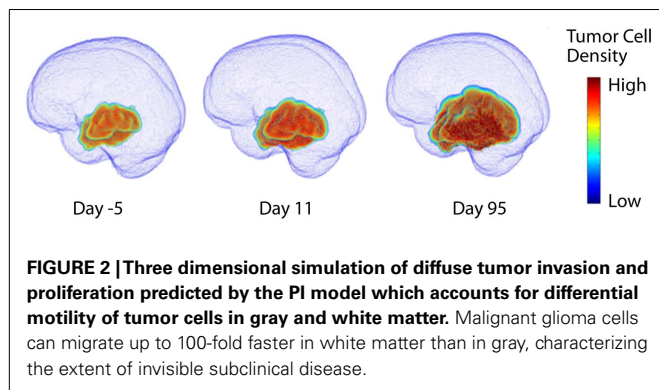 Tumor Cell
Density
High
Low
Day -5
Day 11
Day 95
FIGURE 2 | Three dimensional simulation of diffuse tumor invasion and
proliferation predicted by the PI model which accounts for differential
motility of tumor cells in gray and white matter. Malignant glioma cells
can migrate up to 100-fold faster in white matter than in gray, characterizing
the extent of invisible subclinical disease.